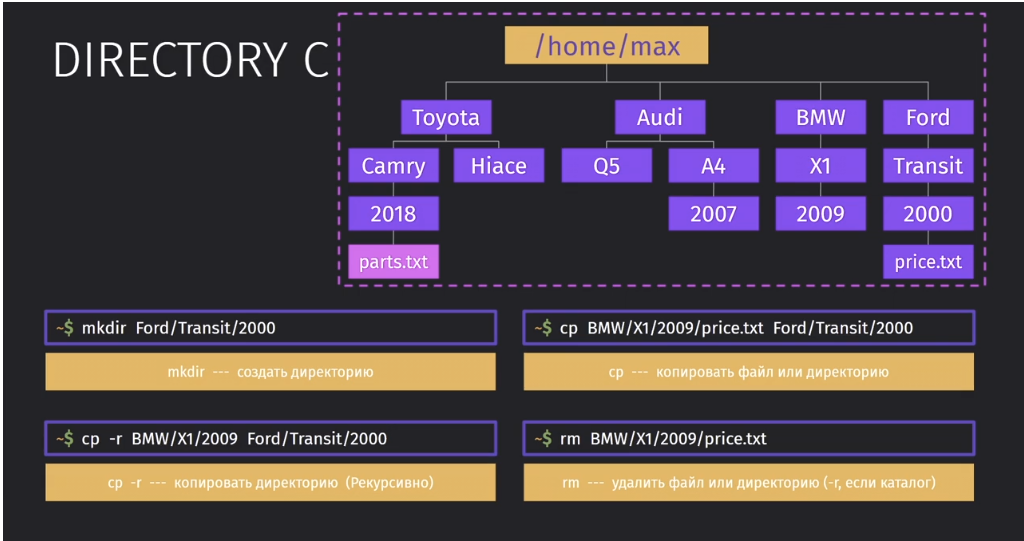 DIRECTORY C
/home/max
Toyota Audi BMW Ford
Camry Hiace Q5 A4 X1 Transit
2018 2007 2009 2000
parts.txt price.txt
~$ mkdir Ford/Transit/2000
mkdir --- создать директорию
~$ cp BMW/X1/2009/price.txt Ford/Transit/2000
cp --- копировать файл или директорию
~$ cp -r BMW/X1/2009 Ford/Transit/2000
cp -r --- копировать директорию (Рекурсивно)
~$ rm BMW/X1/2009/price.txt
rm --- удалить файл или директорию (-r, если каталог)